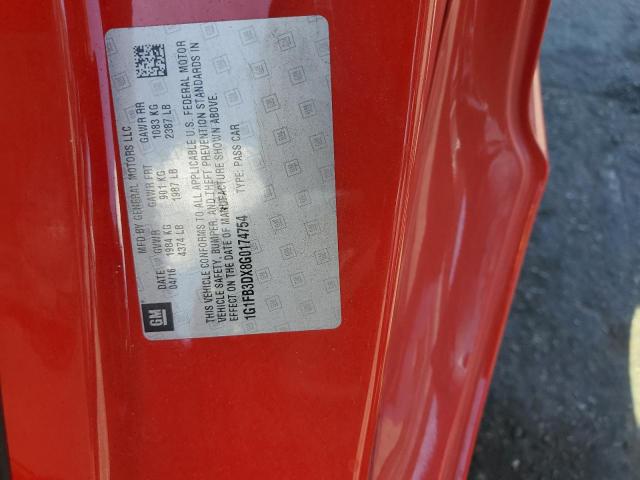 MFD BY GENERAL MOTORS LLC
DATE GVWR GAWR FRT GAWR RR
04/16 1984 KG 901 KG 1083 KG
4374 LB 1987 LB 2387 LB
GM
THIS VEHICLE CONFORMS TO ALL APPLICABLE U.S. FEDERAL MOTOR
VEHICLE SAFETY, BUMPER, AND THEFT PREVENTION STANDARDS IN
EFFECT ON THE DATE OF MANUFACTURE SHOWN ABOVE.
1G1FB3DX8G0174754 TYPE: PASS CAR